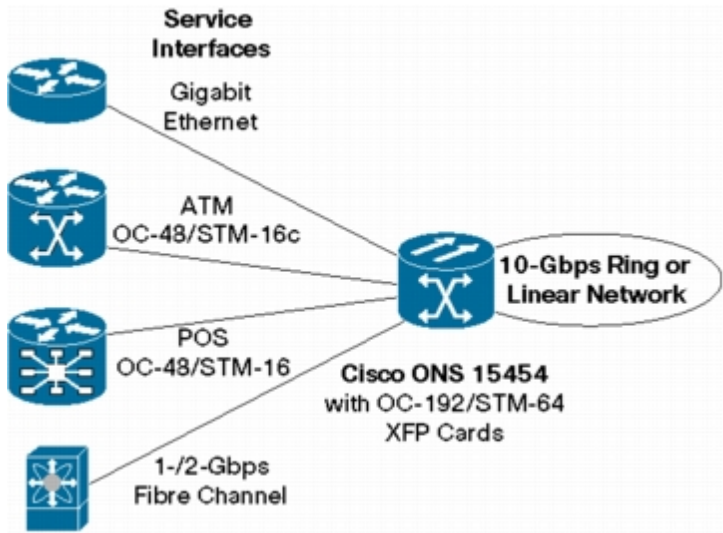 Service
Interfaces
Gigabit
Ethernet
ATM
OC-48/STM-16c
POS
OC-48/STM-16
1-/2-Gbps
Fibre Channel
Cisco ONS 15454
with OC-192/STM-64
XFP Cards
10-Gbps Ring or
Linear Network